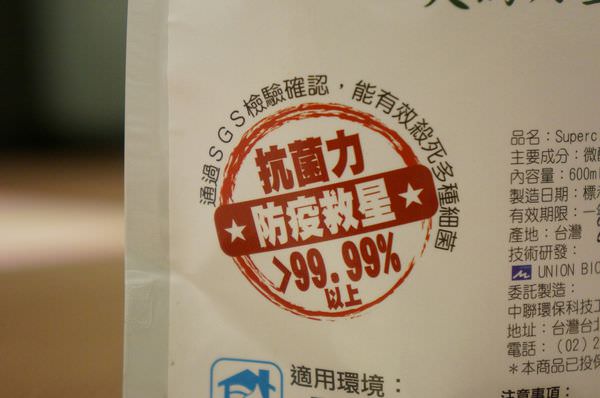 通過SGS檢驗確認，能有效殺死多種細菌
抗菌力
防疫救星
>99.99%
以上
品名：Superc
主要成分：微
內容量：600m
製造日期：標
有效期限：一
產地：台灣
技術研發：
UNION BIO
委託製造：
中聯環保科技
地址：台灣台
電話：（02）2
*本商品已投保
適用環境：
注意事項：